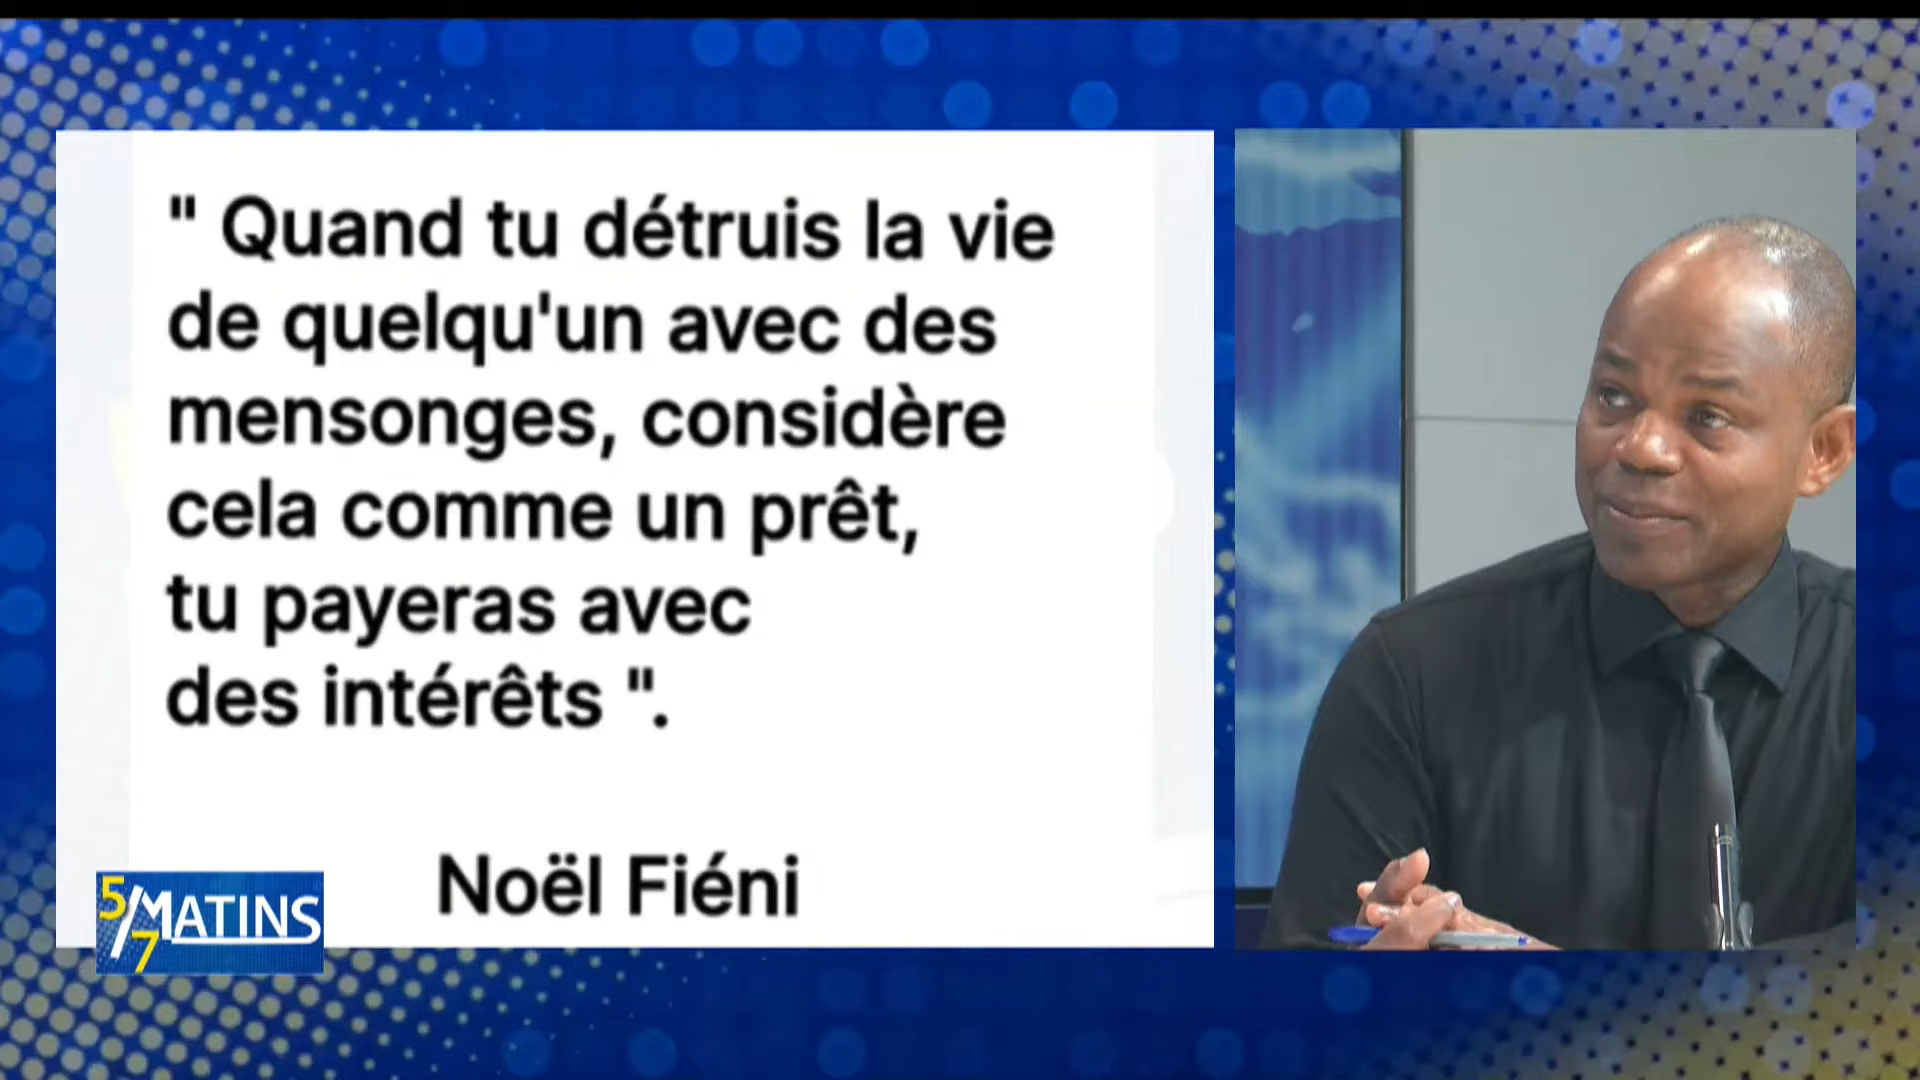 " Quand tu détruis la vie
de quelqu'un avec des
mensonges, considère
cela comme un prêt,
tu payeras avec
des intérêts ".
Noël Fiéni
5/7 MATINS